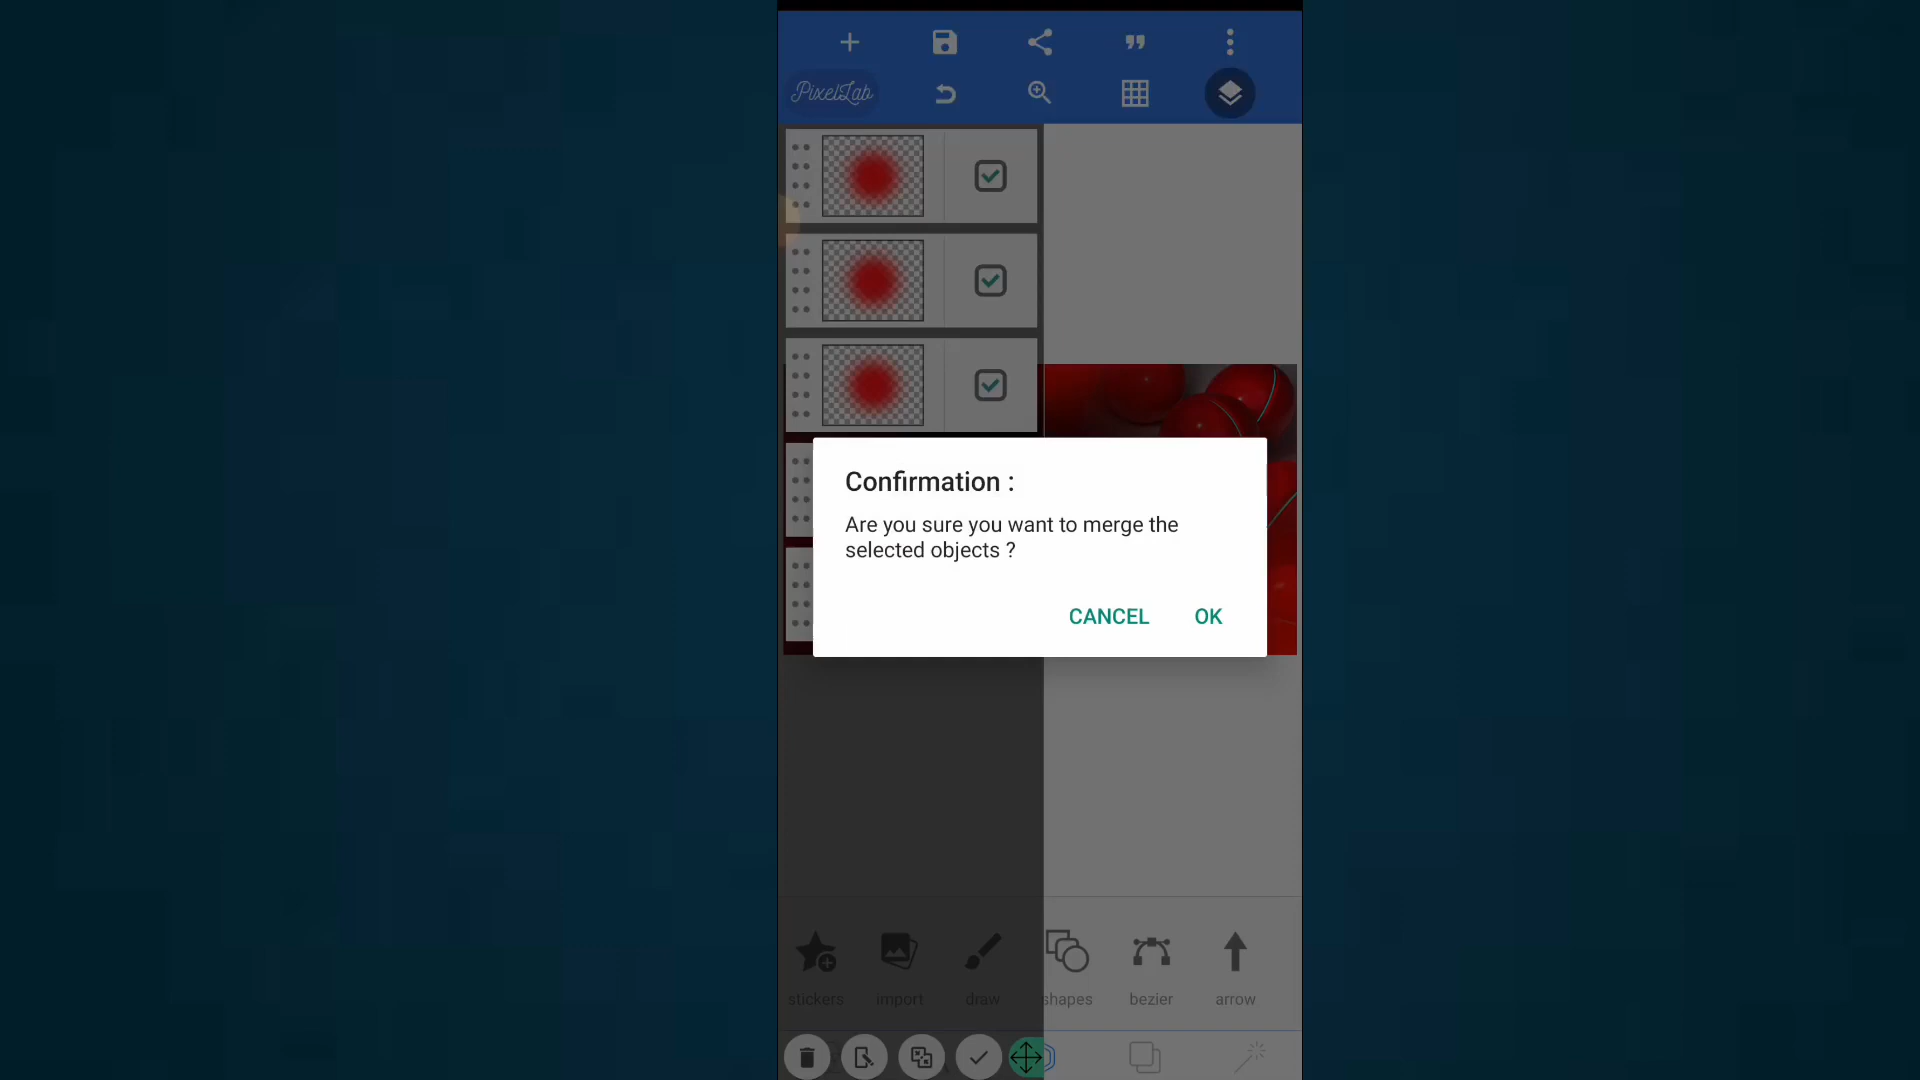 PixelLab
Confirmation :
Are you sure you want to merge the
selected objects ?
CANCEL OK
stickers import draw shapes bezier arrow